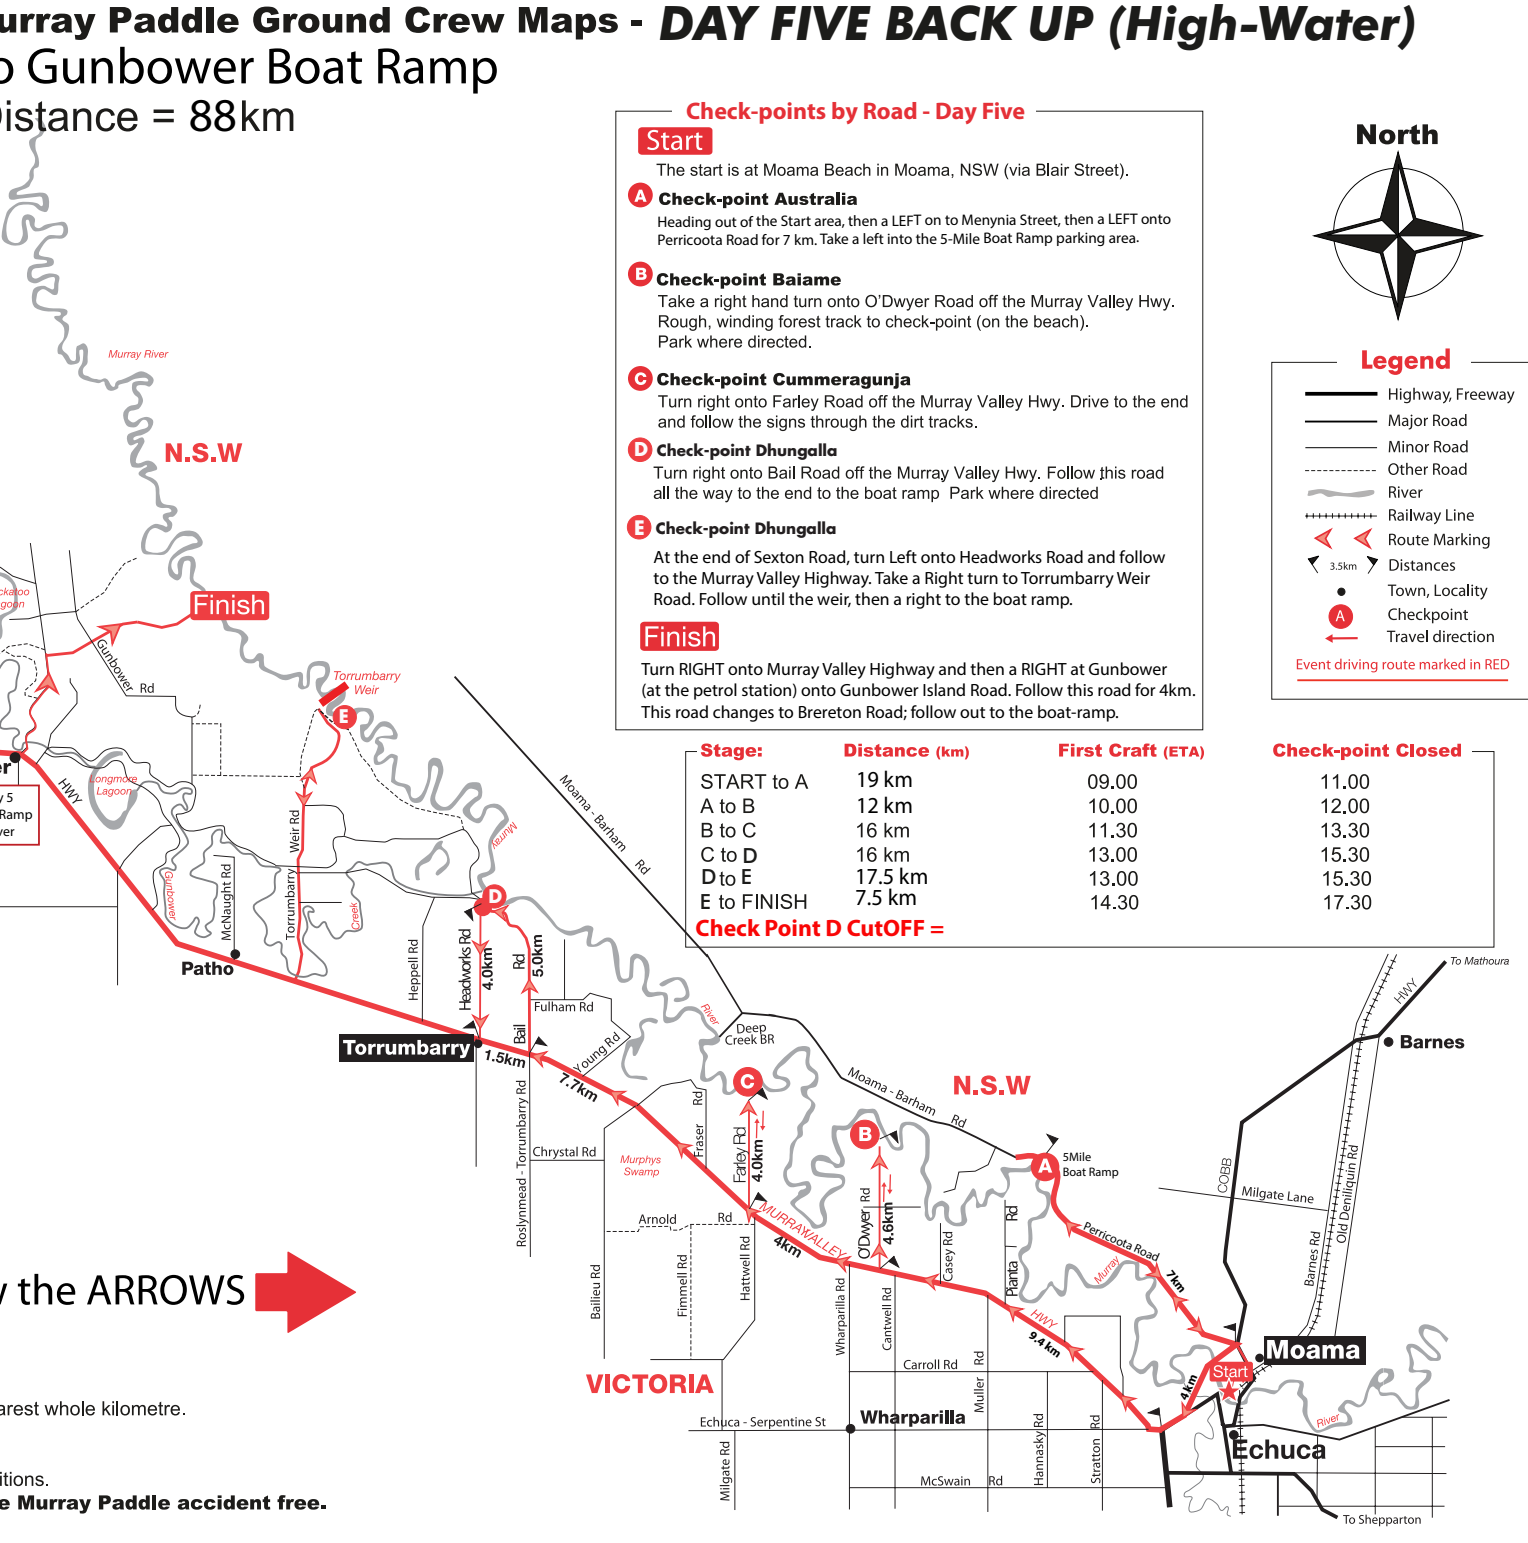 urray Paddle Ground Crew Maps - DAY FIVE BACK UP (High-Water)
o Gunbower Boat Ramp
Distance = 88km
Check-points by Road - Day Five
Start
The start is at Moama Beach in Moama, NSW (via Blair Street).
A Check-point Australia
Heading out of the Start area, then a LEFT on to Menynia Street, then a LEFT onto
Perricoota Road for 7 km. Take a left into the 5-Mile Boat Ramp parking area.
B Check-point Baiame
Take a right hand turn onto O'Dwyer Road off the Murray Valley Hwy.
Rough, winding forest track to check-point (on the beach).
Park where directed.
C Check-point Cummeragunja
Turn right onto Farley Road off the Murray Valley Hwy. Drive to the end
and follow the signs through the dirt tracks.
D Check-point Dhungalla
Turn right onto Bail Road off the Murray Valley Hwy. Follow this road
all the way to the end to the boat ramp Park where directed
E Check-point Dhungalla
At the end of Sexton Road, turn Left onto Headworks Road and follow
to the Murray Valley Highway. Take a Right turn to Torrumbarry Weir
Road. Follow until the weir, then a right to the boat ramp.
Finish
Turn RIGHT onto Murray Valley Highway and then a RIGHT at Gunbower
(at the petrol station) onto Gunbower Island Road. Follow this road for 4km.
This road changes to Brereton Road; follow out to the boat-ramp.
North
Legend
Highway, Freeway
Major Road
Minor Road
Other Road
River
Railway Line
Route Marking
3.5km Distances
Town, Locality
A Checkpoint
Travel direction
Event driving route marked in RED
Stage: Distance (km) First Craft (ETA) Check-point Closed
START to A 19 km 09.00 11.00
A to B 12 km 10.00 12.00
B to C 16 km 11.30 13.30
C to D 16 km 13.00 15.30
D to E 17.5 km 13.00 15.30
E to FINISH 7.5 km 14.30 17.30
Check Point D CutOFF =
Murray River
N.S.W
ckatoo
goon
Finish
Gunbower
Rd
Torrumbarry
Weir
E
er
HWY
Longmore
Lagoon
y 5
Ramp
ver
Moama - Barham
Rd
Murray
Weir Rd
Torrumbarry
McNaught Rd
Gunbower
Creek
Patho
D
Heppell Rd
Headworks Rd
4.0km
Bail
Rd
5.0km
Fulham Rd
Young Rd
Torrumbarry
1.5km
7.7km
River
Deep
Creek BR
C
Moama - Barham
Rd
N.S.W
B
A
5Mile
Boat Ramp
Roslynmead - Torrumbarry Rd
Chrystal Rd
Murphys
Swamp
Fraser
Rd
Farley Rd
4.0km
O'Dwyer
Rd
4.6km
Arnold
Rd
MURRAY VALLEY
4km
Bailieu Rd
Fimmell Rd
Hattwell Rd
Wharparilla Rd
Cantwell Rd
Casey Rd
Pianta
Rd
HWY
9.4 km
Perricoota Road
Murray
7km
To Mathoura
HWY
Barnes
COBB
Milgate Lane
Old Deniliquin Rd
Barnes Rd
Moama
Start
4km
River
Echuca
To Shepparton
Carroll Rd
Muller
Rd
VICTORIA
Echuca - Serpentine St
Wharparilla
Milgate Rd
McSwain
Rd
Hannasky Rd
Stratton
Rd
w the ARROWS
arest whole kilometre.
itions.
e Murray Paddle accident free.